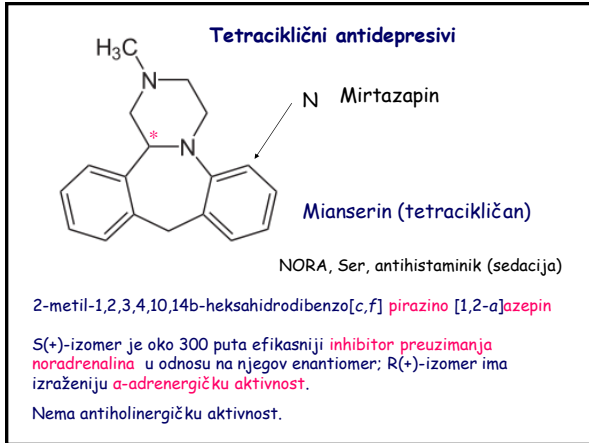 Tetraciklični antidepresivi
H₃C
N
N Mirtazapin
*
N
Mianserin (tetracikličan)
NORA, Ser, antihistaminik (sedacija)
2-metil-1,2,3,4,10,14b-heksahidrodibenzo[c,f] pirazino [1,2-a]azepin
S(+)-izomer je oko 300 puta efikasniji inhibitor preuzimanja
noradrenalina u odnosu na njegov enantiomer; R(+)-izomer ima
izraženiju α-adrenergičku aktivnost.
Nema antiholinergičku aktivnost.